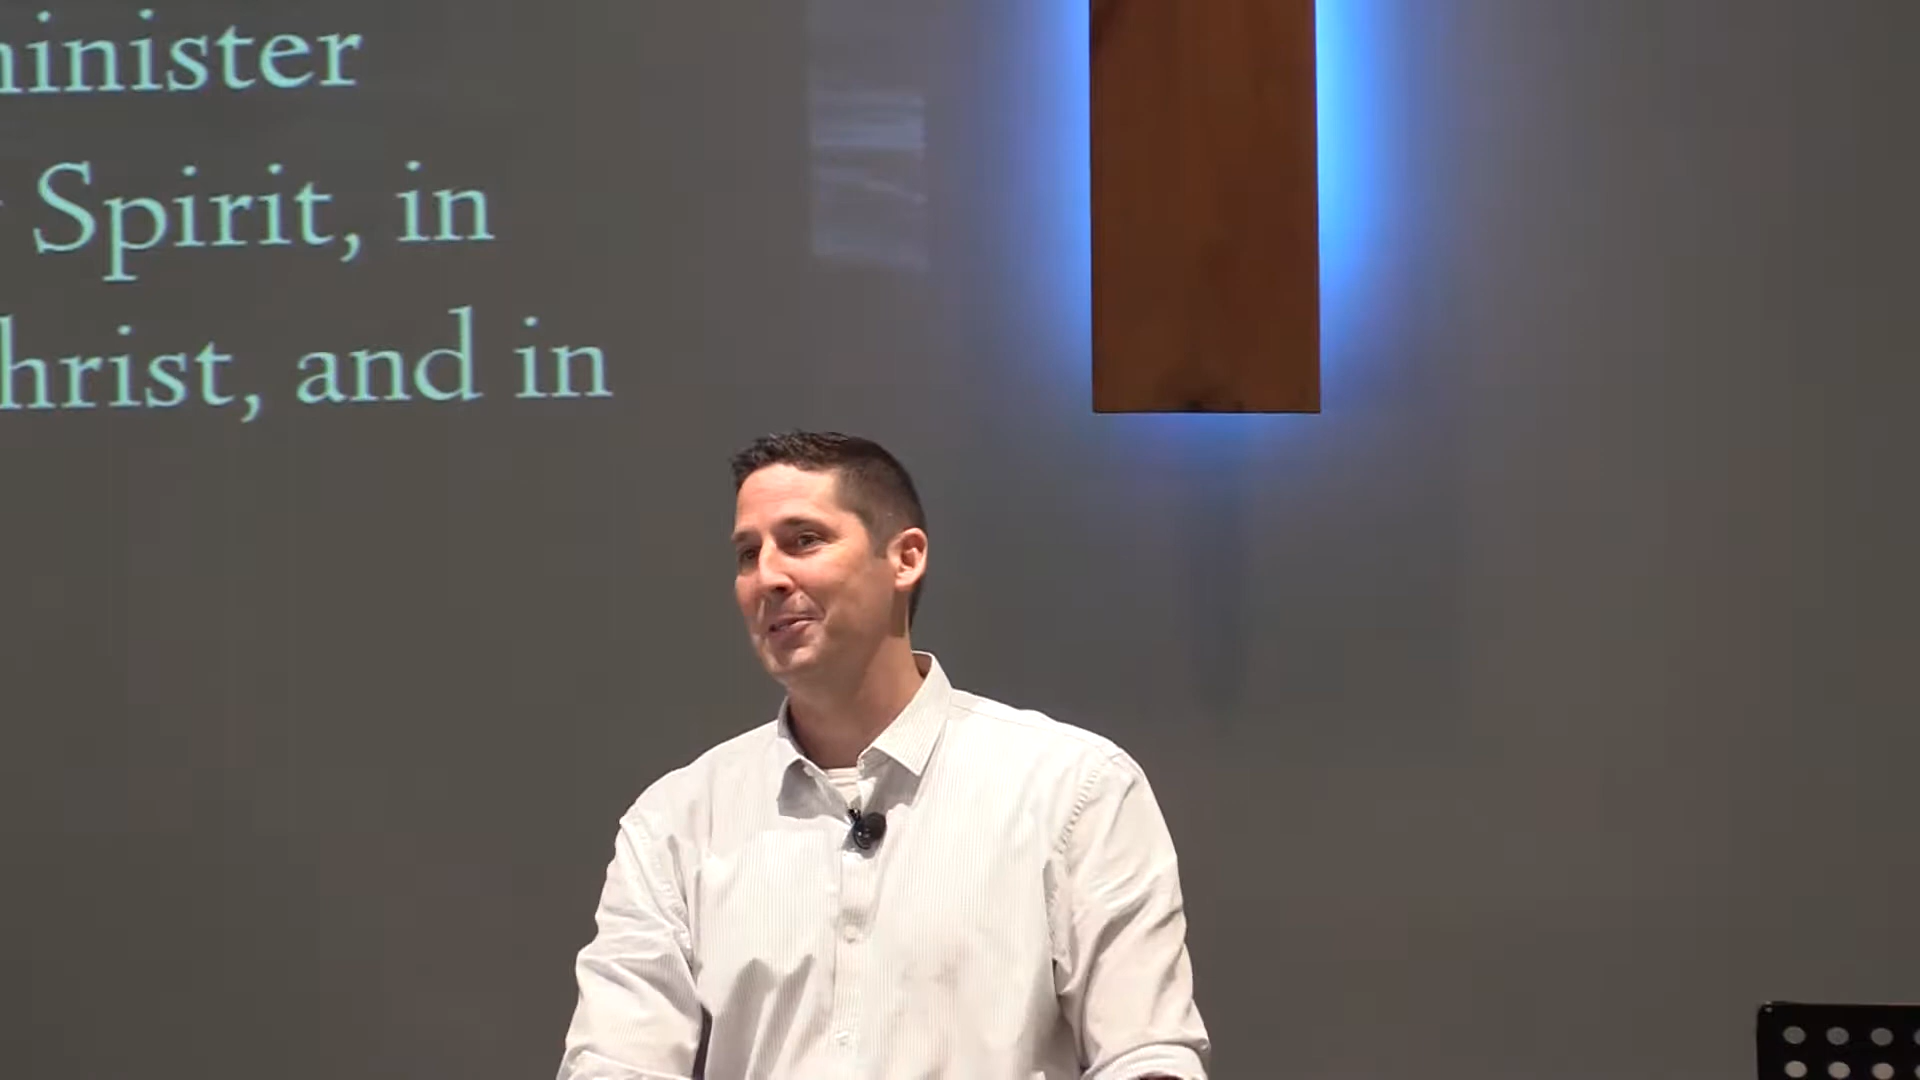 inister
Spirit, in
hrist, and in